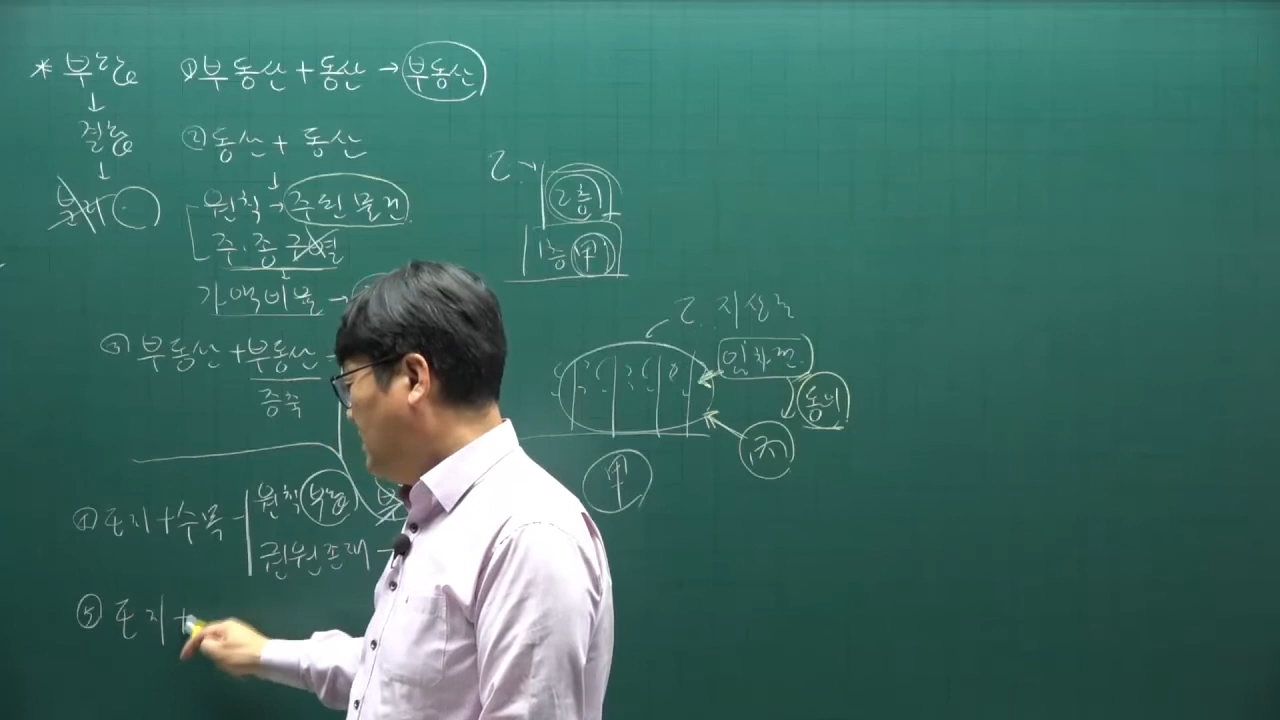 * 부합
↓
결합
↓
분리
① 부동산 + 동산 → 부동산
② 동산 + 동산
↓
원칙 → 주된 물건
주.종 구별
↓
가액비율 →
③ 부동산 + 부동산
증축
④ 토지 + 수목
원칙 부합 부
권원존재 -
⑤ 토지 +
乙.→ 2층
1층 甲
乙. 지상권
임차권
동의
甲